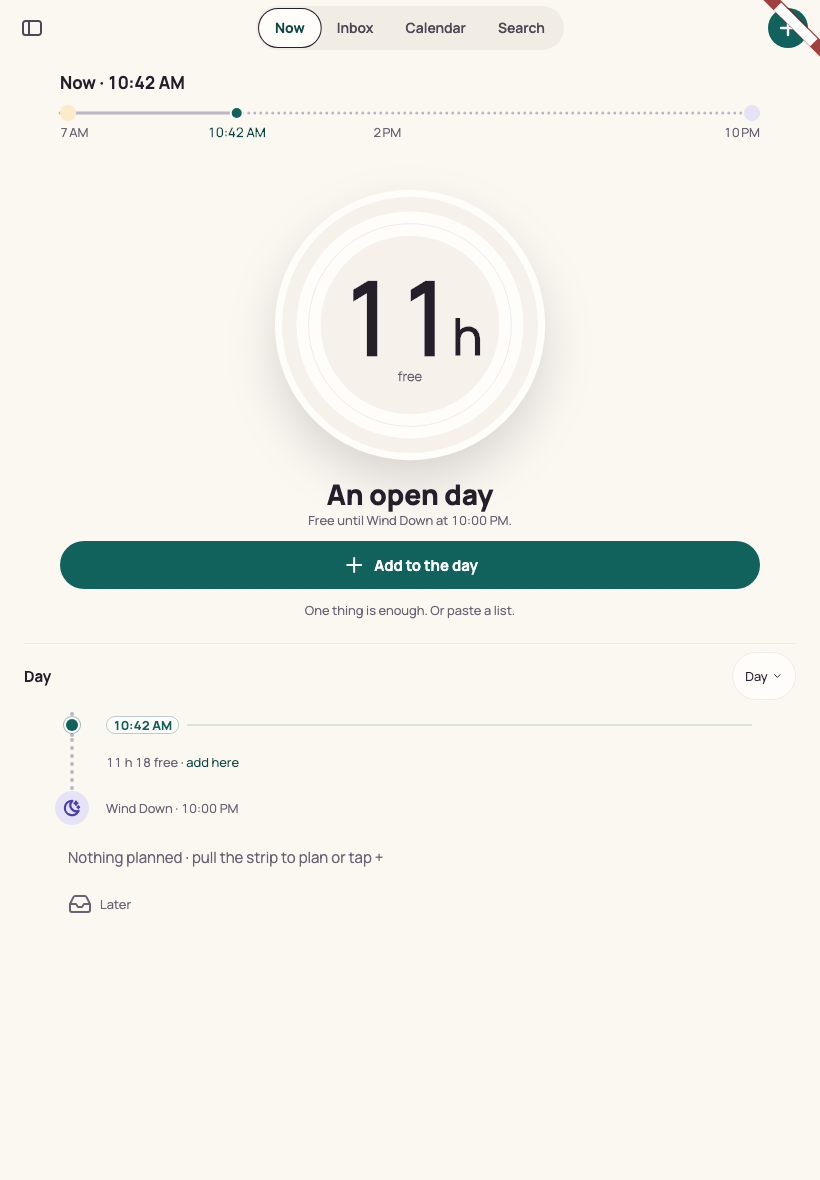 Now Inbox Calendar Search
Now · 10:42 AM
7 AM 10:42 AM 2 PM 10 PM
11h
free
An open day
Free until Wind Down at 10:00 PM.
Add to the day
One thing is enough. Or paste a list.
Day Day
10:42 AM
11 h 18 free · add here
Wind Down · 10:00 PM
Nothing planned · pull the strip to plan or tap +
Later